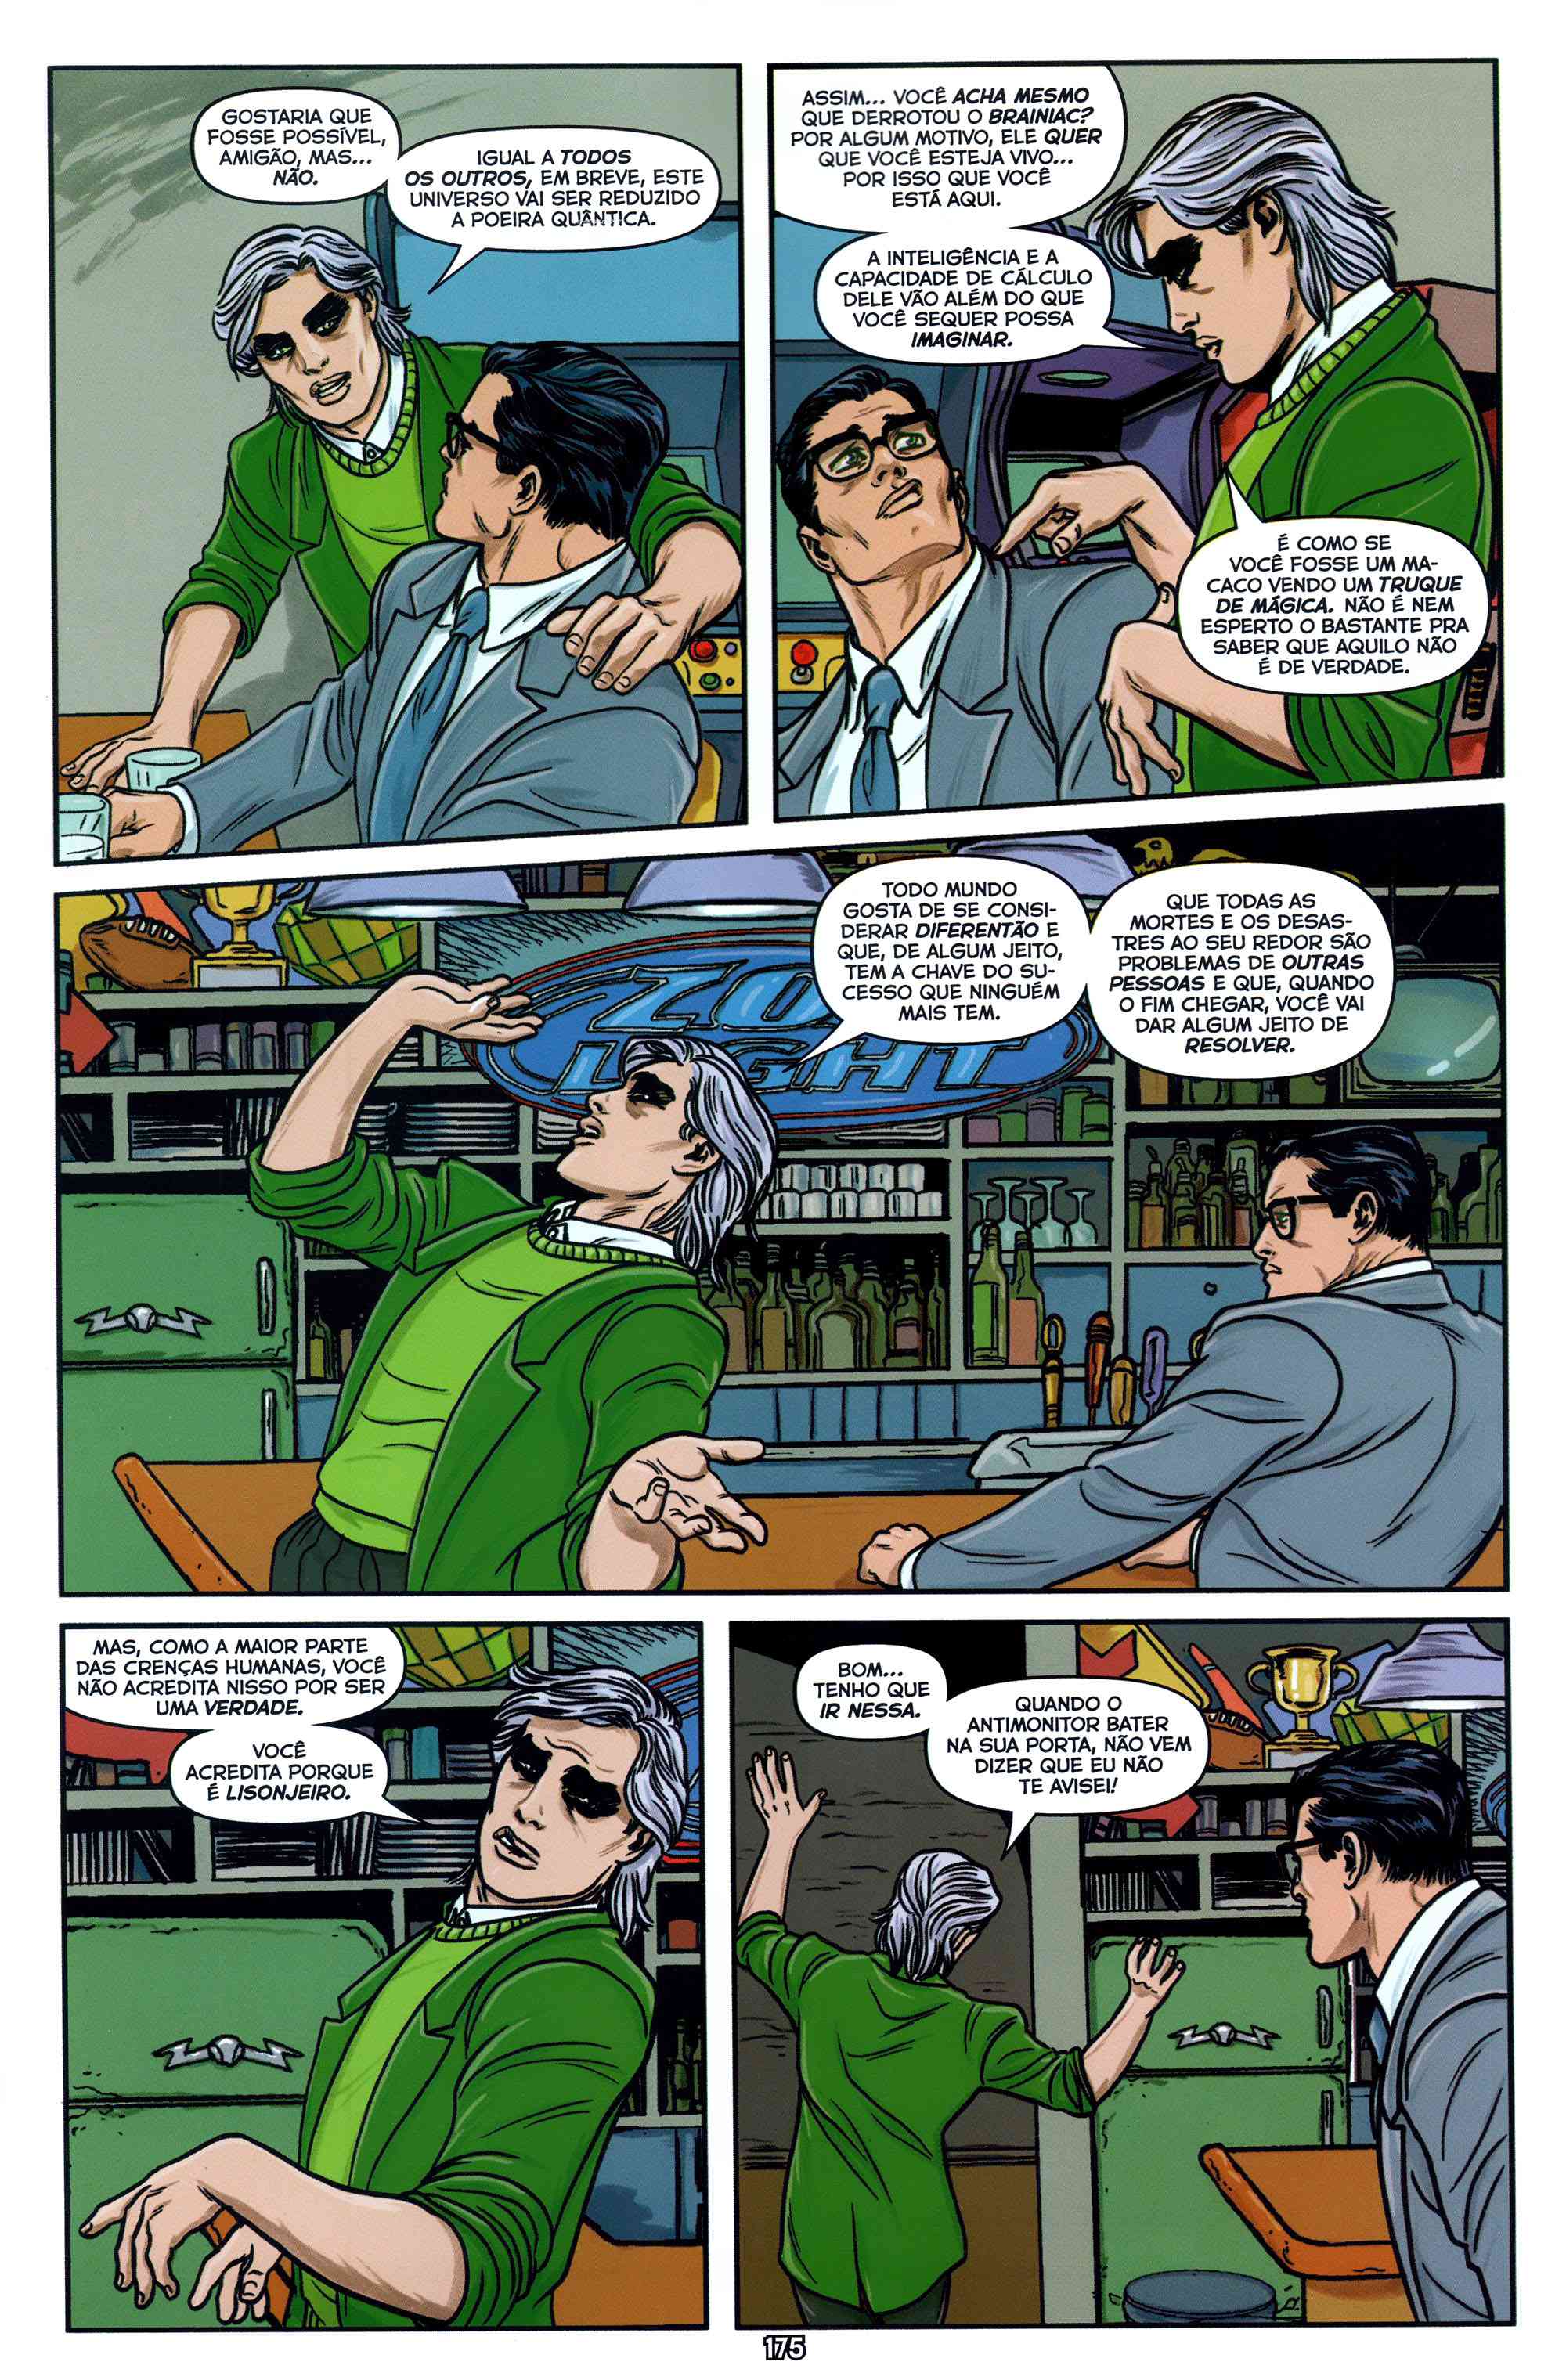 GOSTARIA QUE
FOSSE POSSÍVEL,
AMIGÃO, MAS...
NÃO.
IGUAL A TODOS
OS OUTROS, EM BREVE, ESTE
UNIVERSO VAI SER REDUZIDO
A POEIRA QUÂNTICA.
ASSIM... VOCÊ ACHA MESMO
QUE DERROTOU O BRAINIAC?
POR ALGUM MOTIVO, ELE QUER
QUE VOCÊ ESTEJA VIVO...
POR ISSO QUE VOCÊ
ESTÁ AQUI.
A INTELIGÊNCIA E A
CAPACIDADE DE CÁLCULO
DELE VÃO ALÉM DO QUE
VOCÊ SEQUER POSSA
IMAGINAR.
É COMO SE
VOCÊ FOSSE UM MA-
CACO VENDO UM TRUQUE
DE MÁGICA. NÃO É NEM
ESPERTO O BASTANTE PRA
SABER QUE AQUILO NÃO
É DE VERDADE.
TODO MUNDO
GOSTA DE SE CONSI-
DERAR DIFERENTÃO E
QUE, DE ALGUM JEITO,
TEM A CHAVE DO SU-
CESSO QUE NINGUÉM
MAIS TEM.
QUE TODAS AS
MORTES E OS DESAS-
TRES AO SEU REDOR SÃO
PROBLEMAS DE OUTRAS
PESSOAS E QUE, QUANDO
O FIM CHEGAR, VOCÊ VAI
DAR ALGUM JEITO DE
RESOLVER.
MAS, COMO A MAIOR PARTE
DAS CRENÇAS HUMANAS, VOCÊ
NÃO ACREDITA NISSO POR SER
UMA VERDADE.
VOCÊ
ACREDITA PORQUE
É LISONJEIRO.
BOM...
TENHO QUE
IR NESSA.
QUANDO O
ANTIMONITOR BATER
NA SUA PORTA, NÃO VEM
DIZER QUE EU NÃO
TE AVISEI!
175